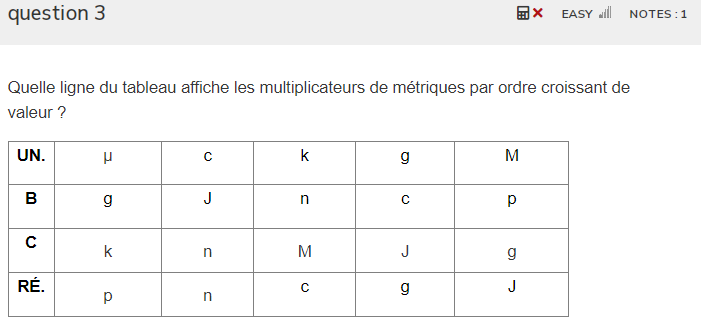 question 3
EASY
NOTES : 1
Quelle ligne du tableau affiche les multiplicateurs de métriques par ordre croissant de
valeur ?
UN. µ c k g M
B g J n c p
C k n M J g
RÉ. p n c g J